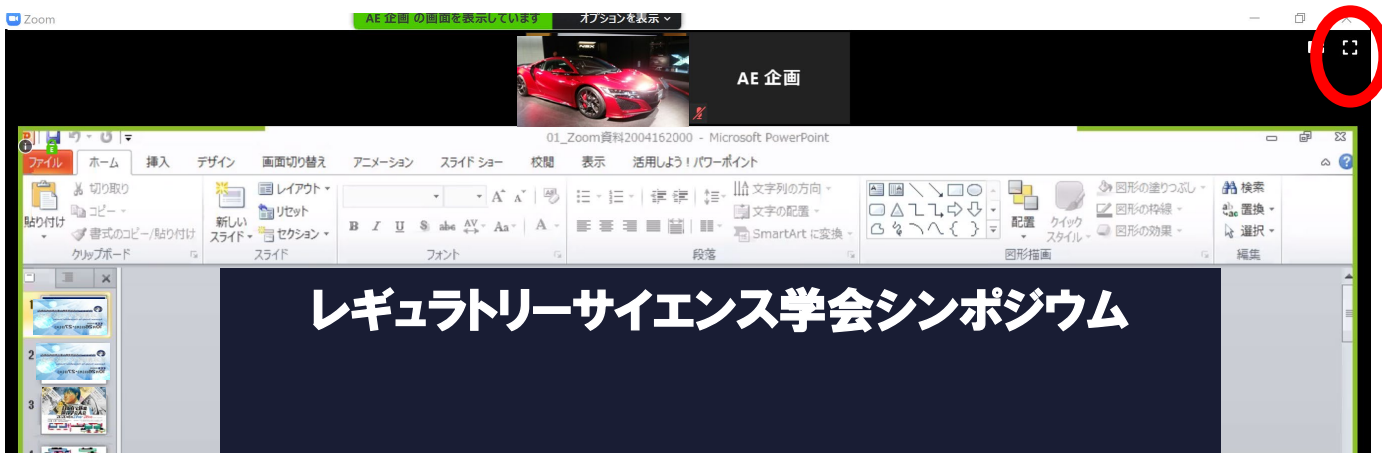 Zoom
AE 企画 の画面を表示しています オプションを表示
AE 企画
01_Zoom資料2004162000 - Microsoft PowerPoint
ファイル ホーム 挿入 デザイン 画面切り替え アニメーション スライド ショー 校閲 表示 活用しよう!パワーポイント
貼り付け
切り取り
コピー
書式のコピー/貼り付け
クリップボード
新しい
スライド
レイアウト
リセット
セクション
スライド
B I U S abc AV Aa A
フォント
文字列の方向
文字の配置
SmartArt に変換
段落
配置
クイック
スタイル
図形の塗りつぶし
図形の枠線
図形の効果
図形描画
検索
置換
選択
編集
1
2
3
レギュラトリーサイエンス学会シンポジウム